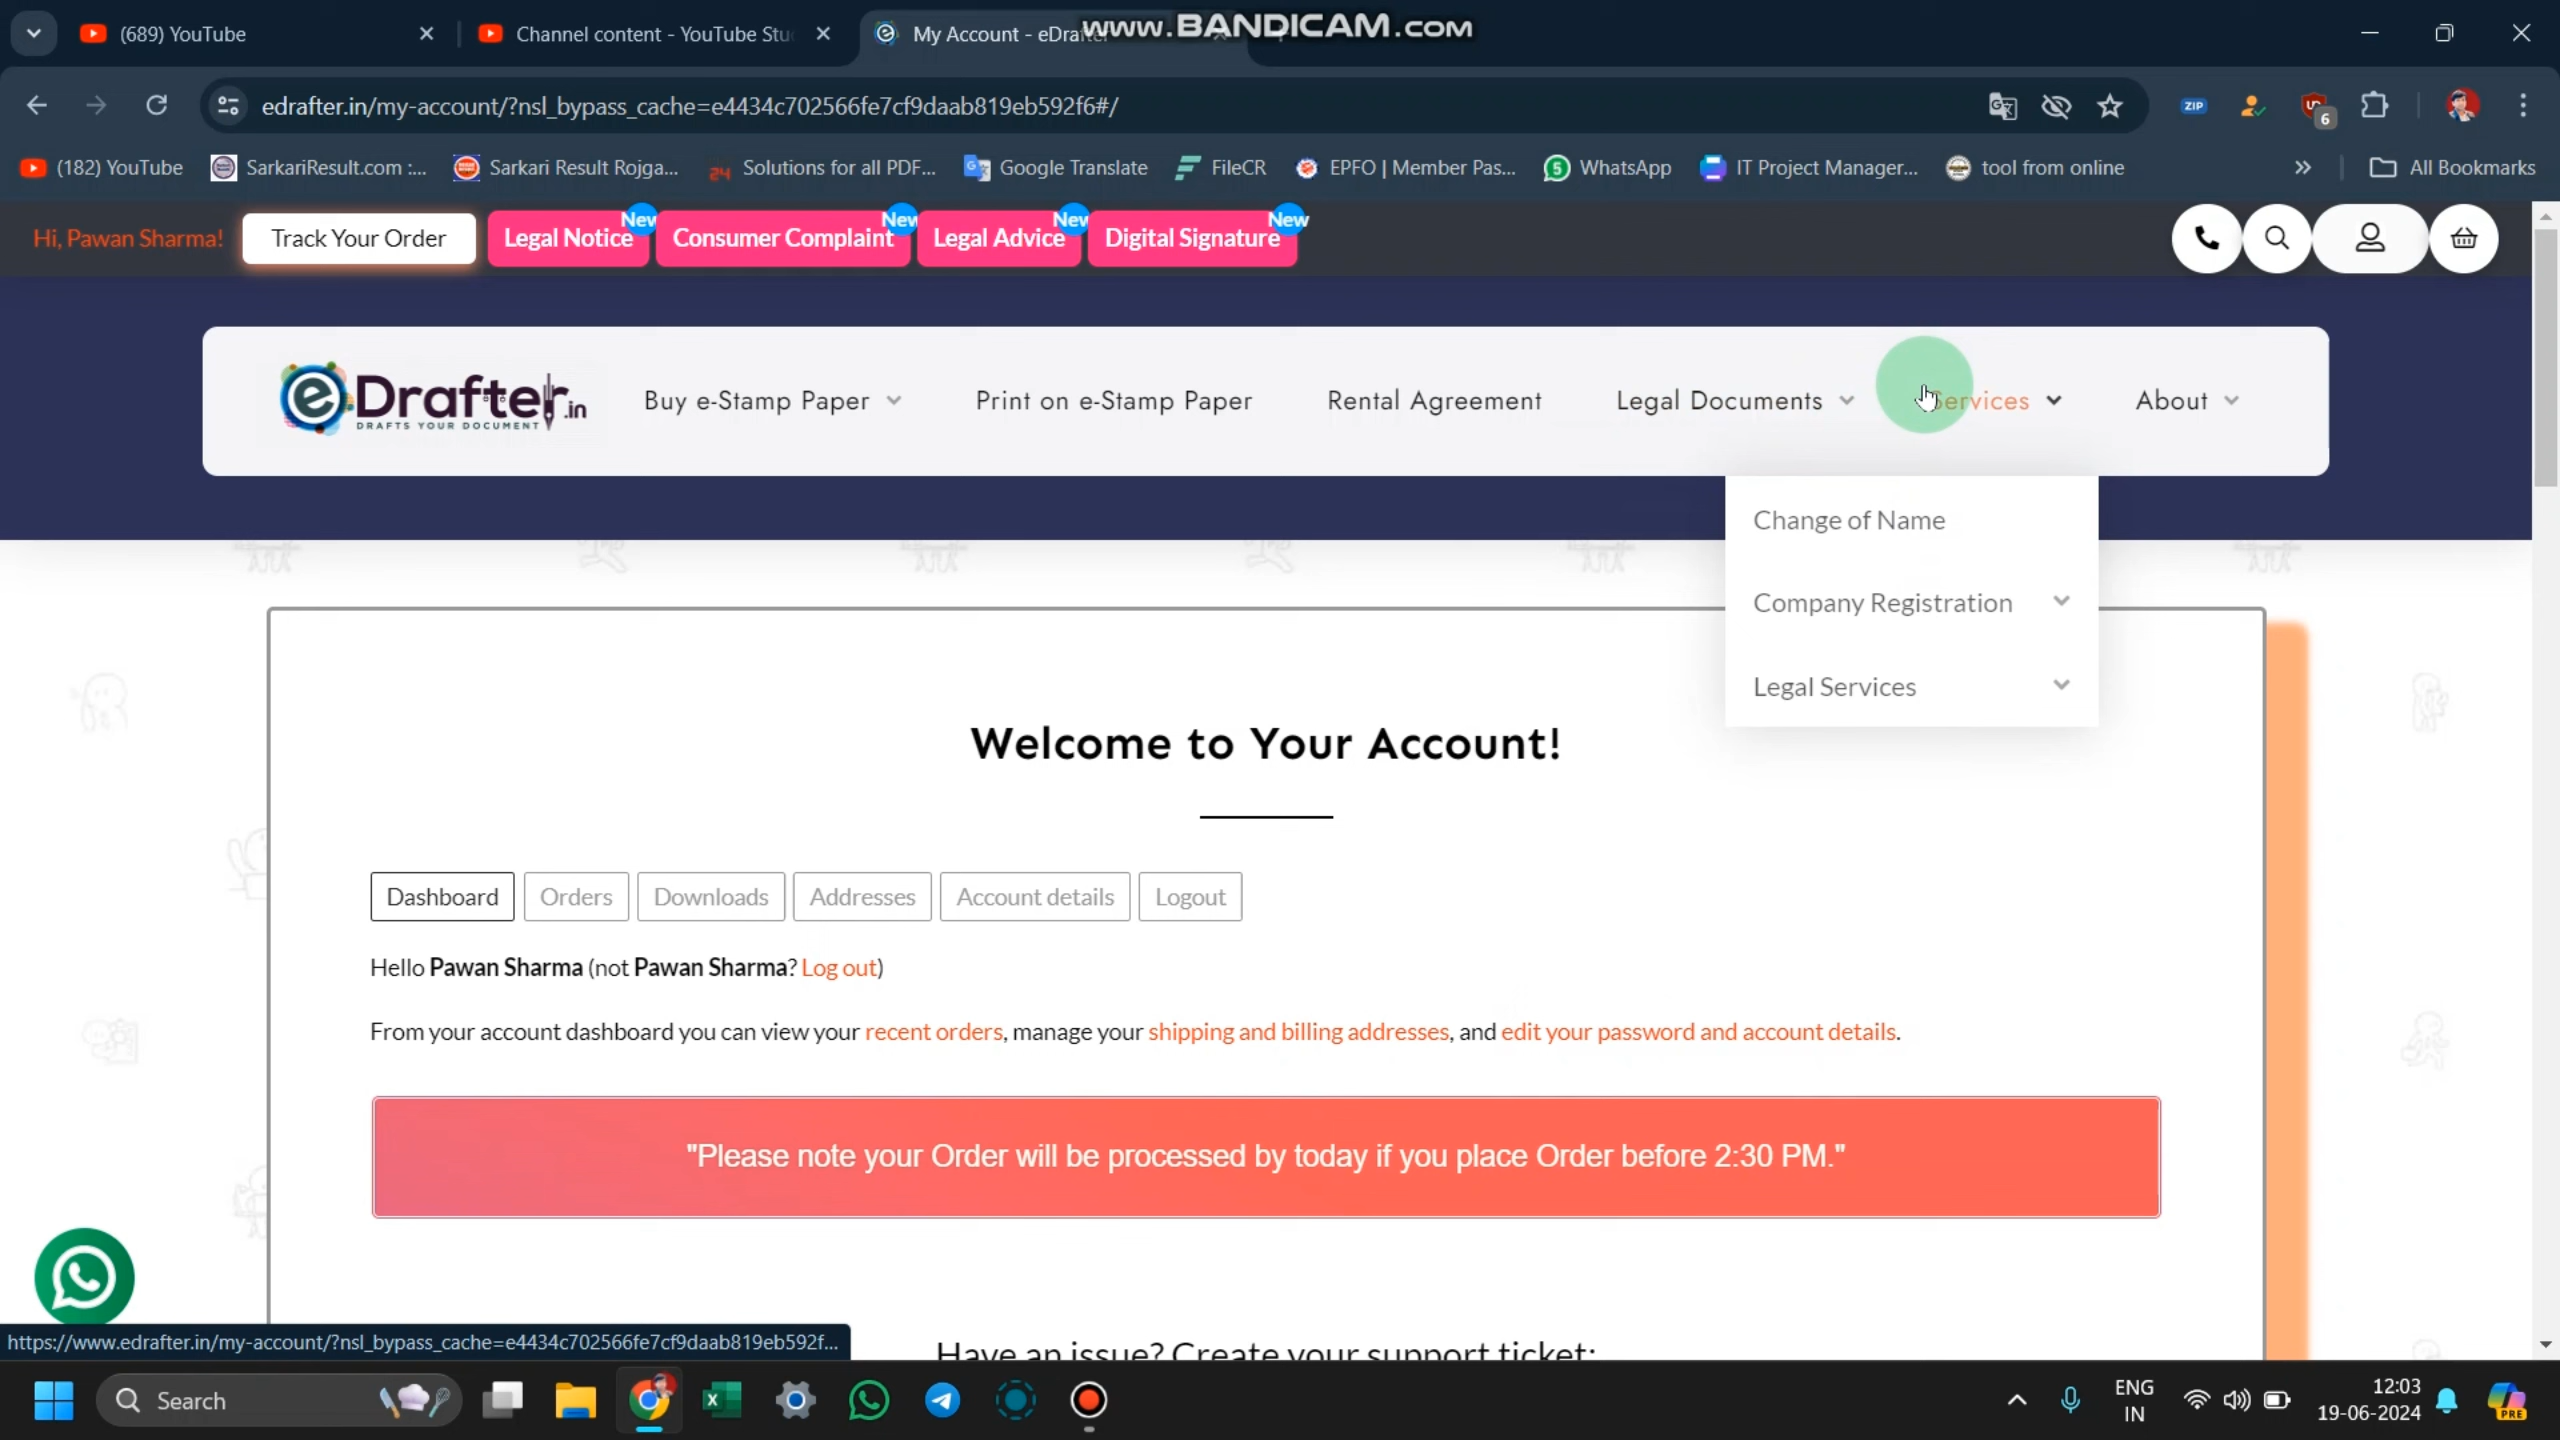 www.BANDICAM.com
(689) YouTube
Channel content - YouTube Stu
My Account - eDrafter
edrafter.in/my-account/?nsl_bypass_cache=e4434c702566fe7cf9daab819eb592f6#/
ZIP
6
(182) YouTube
SarkariResult.com :...
Sarkari Result Rojga...
24
Solutions for all PDF...
Google Translate
FileCR
EPFO | Member Pas...
5
WhatsApp
IT Project Manager...
tool from online
All Bookmarks
Hi, Pawan Sharma!
Track Your Order
Legal Notice
New
Consumer Complaint
New
Legal Advice
New
Digital Signature
New
eDrafter.in
DRAFTS YOUR DOCUMENT
Buy e-Stamp Paper
Print on e-Stamp Paper
Rental Agreement
Legal Documents
Services
About
Change of Name
Company Registration
Legal Services
Welcome to Your Account!
Dashboard
Orders
Downloads
Addresses
Account details
Logout
Hello Pawan Sharma (not Pawan Sharma? Log out)
From your account dashboard you can view your recent orders, manage your shipping and billing addresses, and edit your password and account details.
"Please note your Order will be processed by today if you place Order before 2:30 PM."
Have an issue? Create your support ticket:
https://www.edrafter.in/my-account/?nsl_bypass_cache=e4434c702566fe7cf9daab819eb592f...
Search
ENG
IN
12:03
19-06-2024
PRE